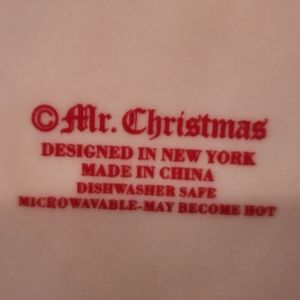 ©Mr. Christmas
DESIGNED IN NEW YORK
MADE IN CHINA
DISHWASHER SAFE
MICROWAVABLE-MAY BECOME HOT